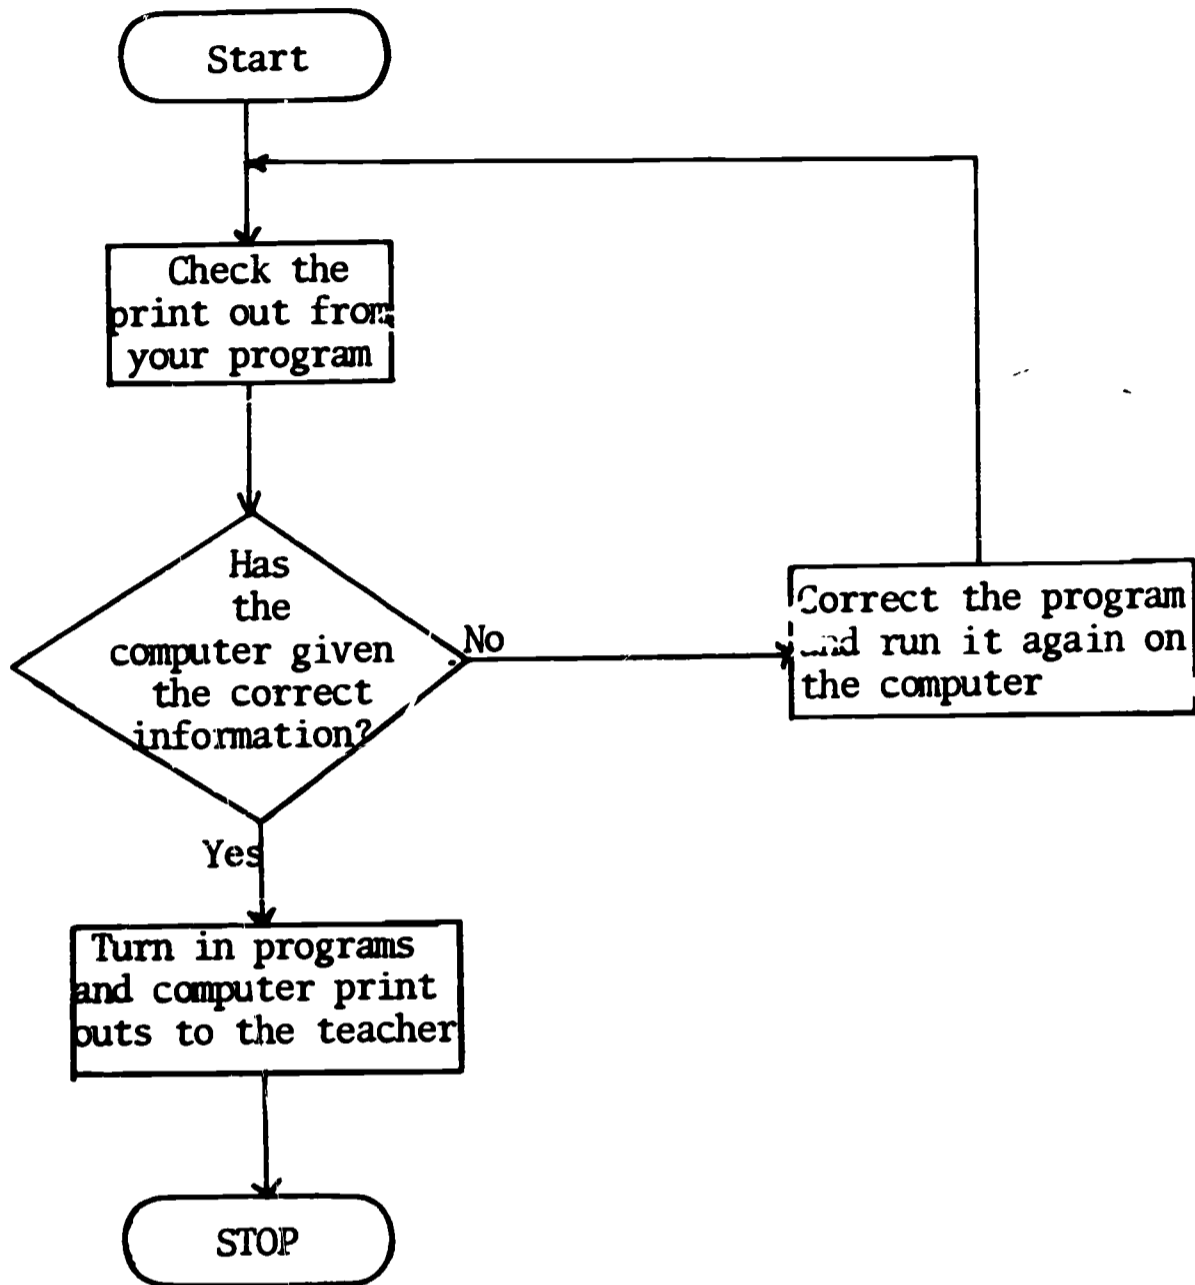 Start
Check the
print out from
your program
Has
the
computer given
the correct
information?
No
Correct the program
and run it again on
the computer
Yes
Turn in programs
and computer print
outs to the teacher
STOP